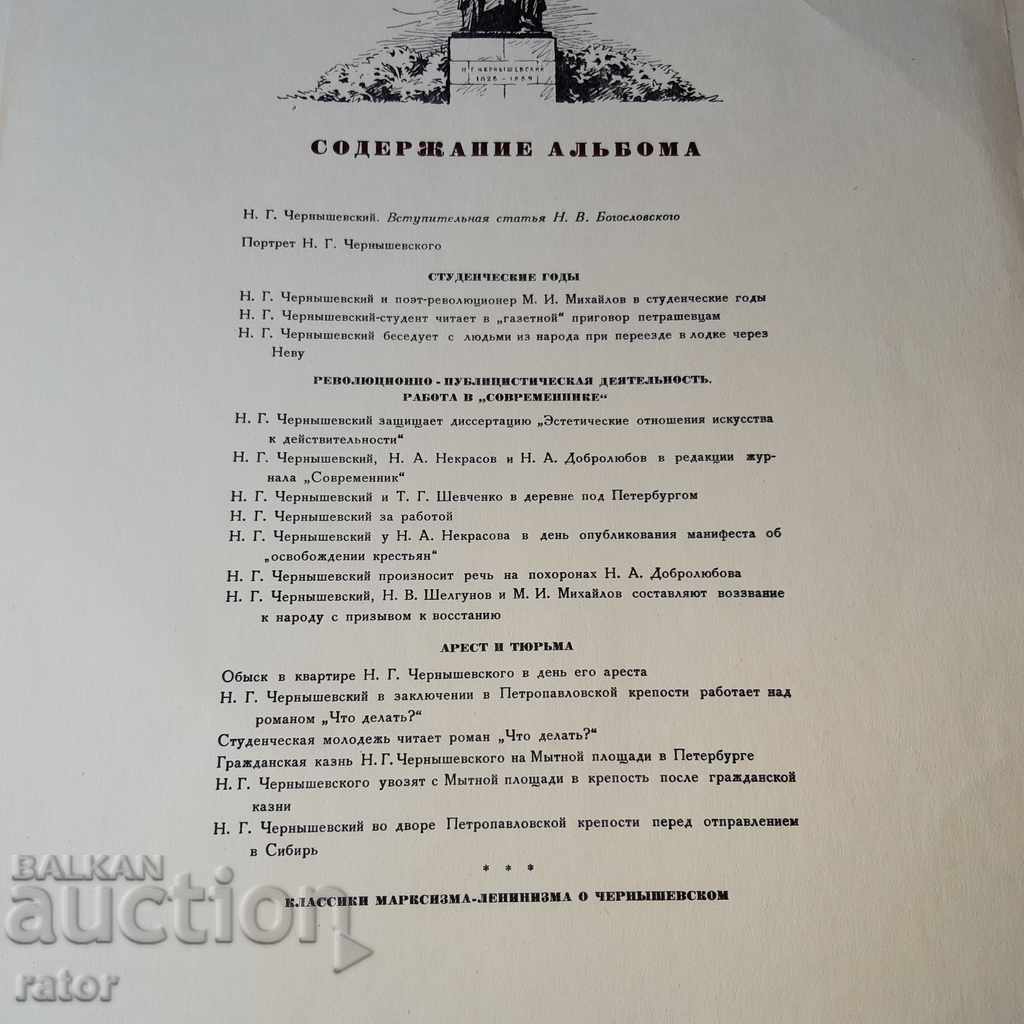 Н. Г. ЧЕРНЫШЕВСКИЙ
1828 – 1889
СОДЕРЖАНИЕ АЛЬБОМА
Н. Г. Чернышевский. Вступительная статья Н. В. Богословского
Портрет Н. Г. Чернышевского
СТУДЕНЧЕСКИЕ ГОДЫ
Н. Г. Чернышевский и поэт-революционер М. И. Михайлов в студенческие годы
Н. Г. Чернышевский-студент читает в „газетной“ приговор петрашевцам
Н. Г. Чернышевский беседует с людьми из народа при переезде в лодке через
Неву
РЕВОЛЮЦИОННО - ПУБЛИЦИСТИЧЕСКАЯ ДЕЯТЕЛЬНОСТЬ.
РАБОТА В „СОВРЕМЕННИКЕ“
Н. Г. Чернышевский защищает диссертацию „Эстетические отношения искусства
к действительности“
Н. Г. Чернышевский, Н. А. Некрасов и Н. А. Добролюбов в редакции жур-
нала „Современник“
Н. Г. Чернышевский и Т. Г. Шевченко в деревне под Петербургом
Н. Г. Чернышевский за работой
Н. Г. Чернышевский у Н. А. Некрасова в день опубликования манифеста об
„освобождении крестьян“
Н. Г. Чернышевский произносит речь на похоронах Н. А. Добролюбова
Н. Г. Чернышевский, Н. В. Шелгунов и М. И. Михайлов составляют воззвание
к народу с призывом к восстанию
АРЕСТ И ТЮРЬМА
Обыск в квартире Н. Г. Чернышевского в день его ареста
Н. Г. Чернышевский в заключении в Петропавловской крепости работает над
романом „Что делать?“
Студенческая молодежь читает роман „Что делать?“
Гражданская казнь Н. Г. Чернышевского на Мытной площади в Петербурге
Н. Г. Чернышевского увозят с Мытной площади в крепость после гражданской
казни
Н. Г. Чернышевский во дворе Петропавловской крепости перед отправлением
в Сибирь
* * *
КЛАССИКИ МАРКСИЗМА-ЛЕНИНИЗМА О ЧЕРНЫШЕВСКОМ
BALKAN
auction
rator